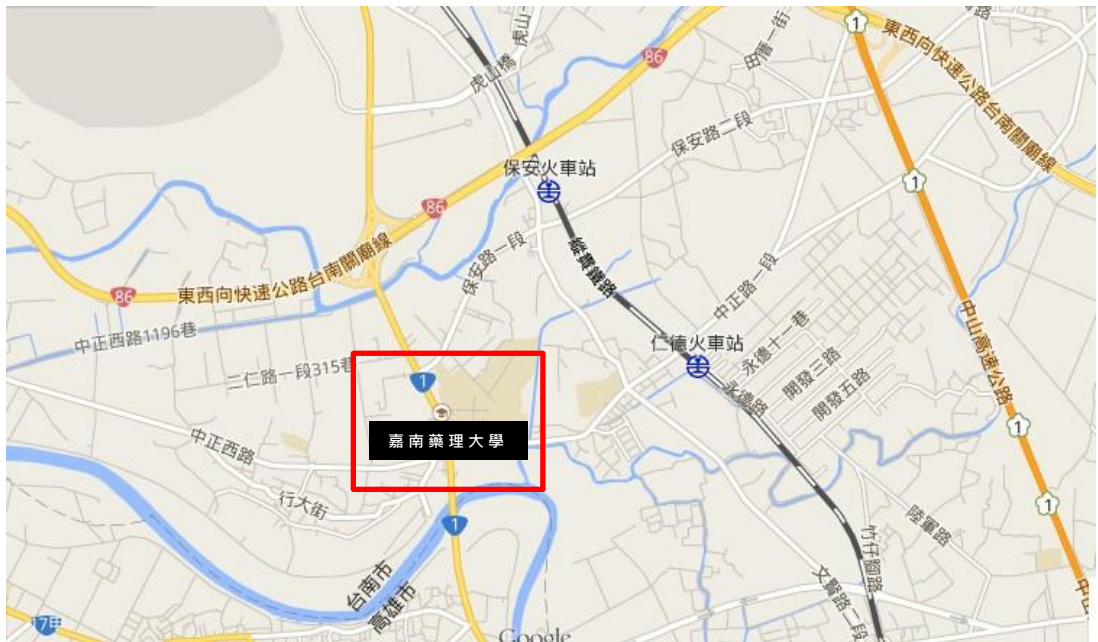 虎山一
路
1
東西向快速公路台南關廟線
田厝一街
86
虎山橋
保安路二段
保安火車站
1
86
保安路一段
縱貫鐵路
東西向快速公路台南關廟線
86
中正路一段
中山高速公路
中正西路1196巷
仁德火車站
永德十一巷
二仁路一段315巷
開發三路
1
永德路
開發五路
嘉南藥理大學
1
中正西路
行大街
1
1
陸軍路
竹仔腳路
台南市
高雄市
文賢路一段
17甲
Google